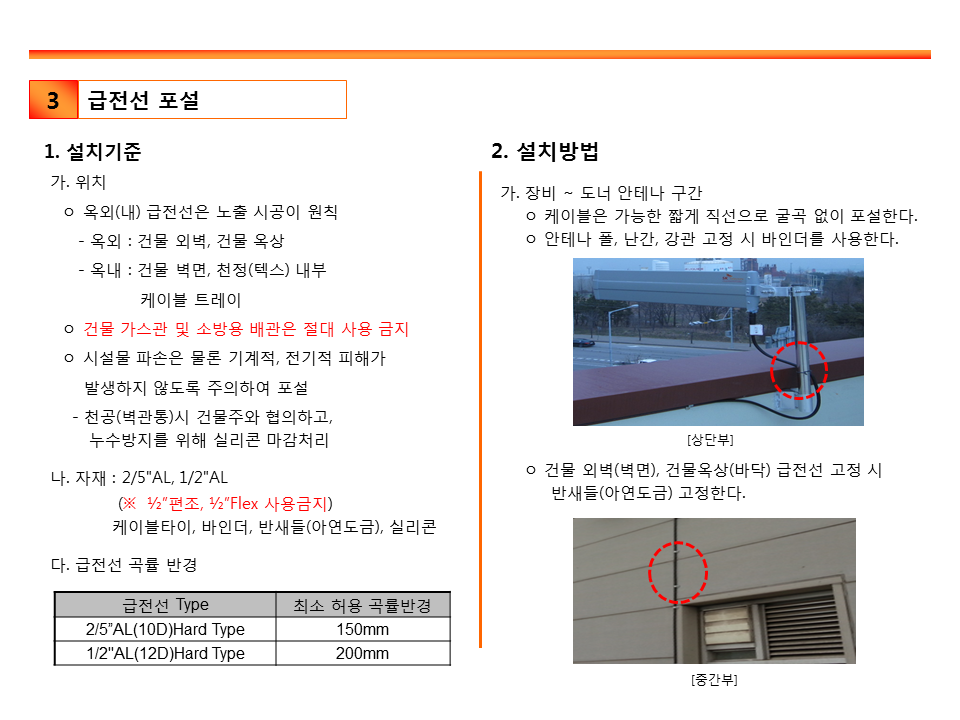 3
급전선 포설
1. 설치기준
가. 위치
ㅇ 옥외(내) 급전선은 노출 시공이 원칙
- 옥외 : 건물 외벽, 건물 옥상
- 옥내 : 건물 벽면, 천정(텍스) 내부
케이블 트레이
ㅇ 건물 가스관 및 소방용 배관은 절대 사용 금지
ㅇ 시설물 파손은 물론 기계적, 전기적 피해가
발생하지 않도록 주의하여 포설
- 천공(벽관통)시 건물주와 협의하고,
누수방지를 위해 실리콘 마감처리
나. 자재 : 2/5"AL, 1/2"AL
(※ ½”편조, ½”Flex 사용금지)
케이블타이, 바인더, 반새들(아연도금), 실리콘
다. 급전선 곡률 반경
급전선 Type 최소 허용 곡률반경
2/5”AL(10D)Hard Type 150mm
1/2"AL(12D)Hard Type 200mm
2. 설치방법
가. 장비 ~ 도너 안테나 구간
ㅇ 케이블은 가능한 짧게 직선으로 굴곡 없이 포설한다.
ㅇ 안테나 폴, 난간, 강관 고정 시 바인더를 사용한다.
[상단부]
ㅇ 건물 외벽(벽면), 건물옥상(바닥) 급전선 고정 시
반새들(아연도금) 고정한다.
[중간부]